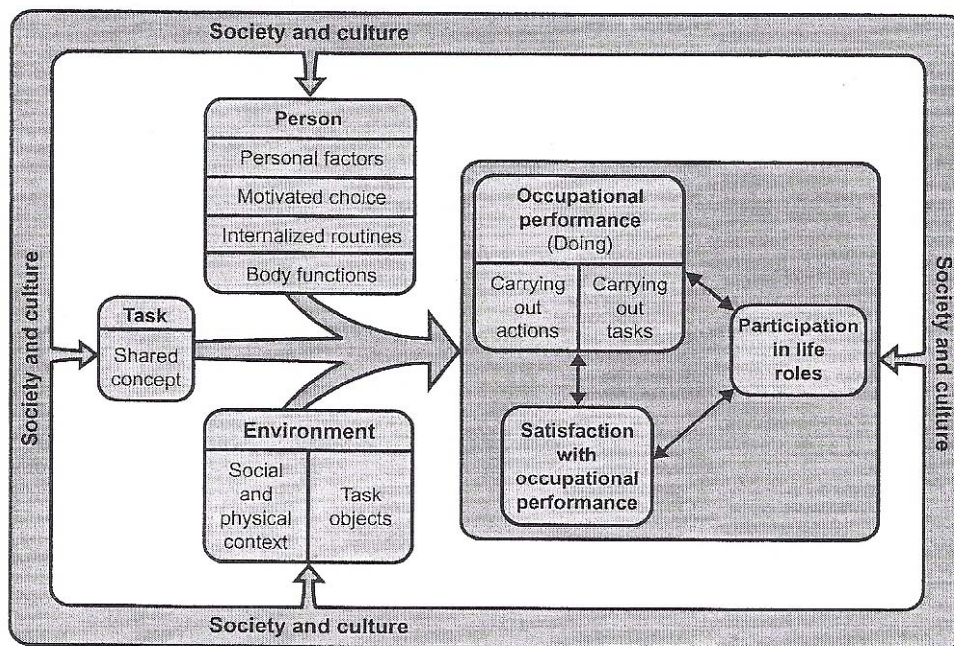 Society and culture
Person
Personal factors
Motivated choice
Internalized routines
Body functions
Society and culture
Task
Shared
concept
Environment
Social
and
physical
context
Task
objects
Occupational
performance
(Doing)
Carrying
out
actions
Carrying
out
tasks
Participation
in life
roles
Satisfaction
with
occupational
performance
Society and culture
Society and culture